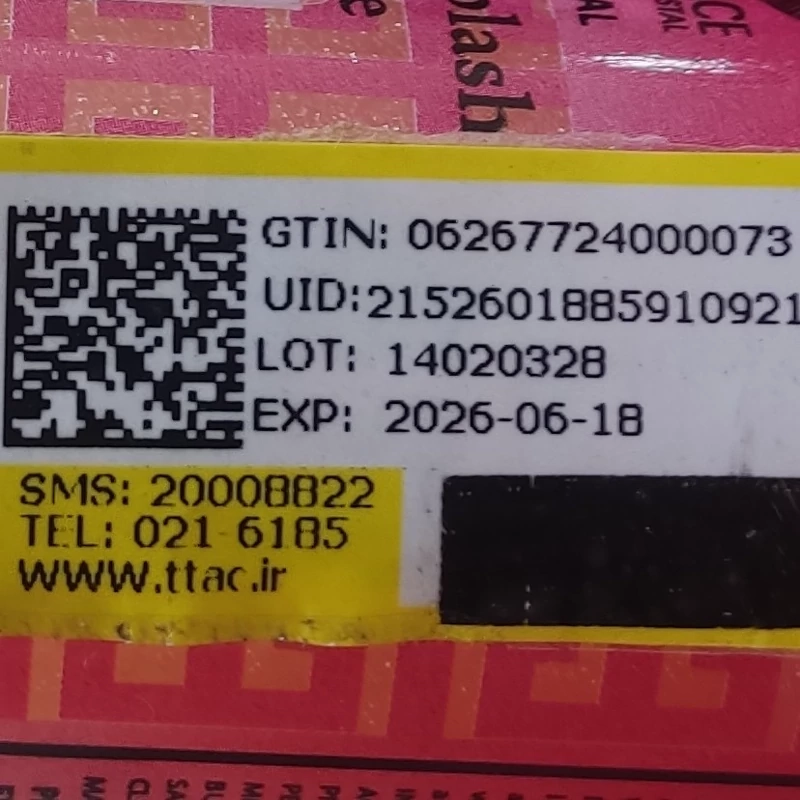 plash
GTIN: 06267724000073
UID:2152601885910921
LOT: 14020328
EXP: 2026-06-18
SMS: 20008822
TEL: 021 6185
www.ttac.ir